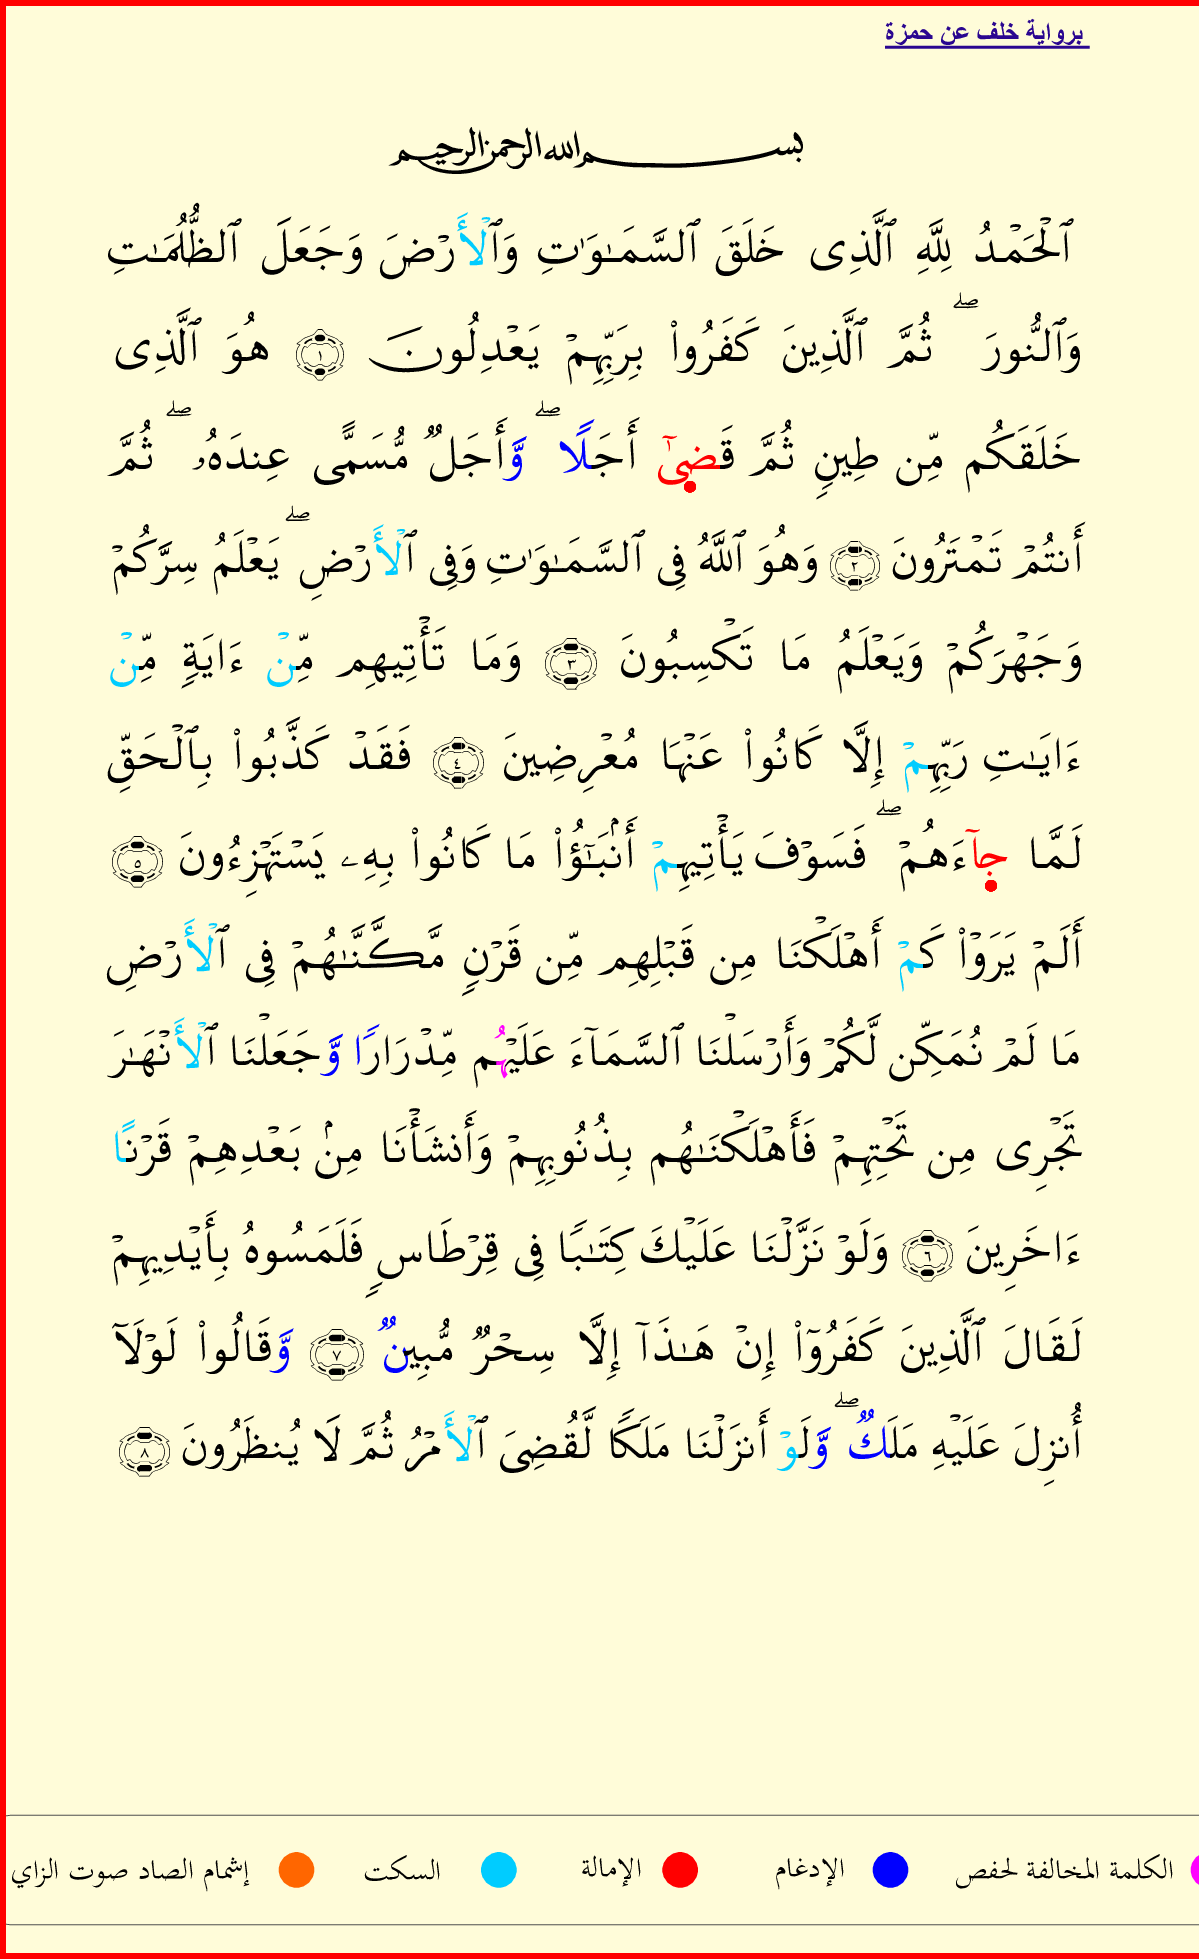 برواية خلف عن حمزة
بسم الله الرحمن الرحيم
ٱلْحَمْدُ لِلَّهِ ٱلَّذِى خَلَقَ ٱلسَّمَـٰوَٰتِ وَٱلْأَرْضَ وَجَعَلَ ٱلظُّلُمَـٰتِ
وَٱلنُّورَ ۖ ثُمَّ ٱلَّذِينَ كَفَرُوا۟ بِرَبِّهِمْ يَعْدِلُونَ ١ هُوَ ٱلَّذِى
خَلَقَكُم مِّن طِينٍ ثُمَّ قَضِىٰٓ أَجَلًا ۖ وَّأَجَلٌ مُّسَمًّى عِندَهُۥ ۖ ثُمَّ
أَنتُمْ تَمْتَرُونَ ٢ وَهُوَ ٱللَّهُ فِى ٱلسَّمَـٰوَٰتِ وَفِى ٱلْأَرْضِ ۖ يَعْلَمُ سِرَّكُمْ
وَجَهْرَكُمْ وَيَعْلَمُ مَا تَكْسِبُونَ ٣ وَمَا تَأْتِيهِم مِّنْ ءَايَةٍ مِّنْ
ءَايَـٰتِ رَبِّهِمْ إِلَّا كَانُوا۟ عَنْهَا مُعْرِضِينَ ٤ فَقَدْ كَذَّبُوا۟ بِٱلْحَقِّ
لَمَّا جِآءَهُمْ ۖ فَسَوْفَ يَأْتِيهِمْ أَنۢبَـٰٓؤُا۟ مَا كَانُوا۟ بِهِۦ يَسْتَهْزِءُونَ ٥
أَلَمْ يَرَوْا۟ كَمْ أَهْلَكْنَا مِن قَبْلِهِم مِّن قَرْنٍ مَّكَّنَّـٰهُمْ فِى ٱلْأَرْضِ
مَا لَمْ نُمَكِّن لَّكُمْ وَأَرْسَلْنَا ٱلسَّمَآءَ عَلَيْهُم مِّدْرَارًا وَّجَعَلْنَا ٱلْأَنْهَـٰرَ
تَجْرِى مِن تَحْتِهِمْ فَأَهْلَكْنَـٰهُم بِذُنُوبِهِمْ وَأَنشَأْنَا مِنۢ بَعْدِهِمْ قَرْنًا
ءَاخَرِينَ ٦ وَلَوْ نَزَّلْنَا عَلَيْكَ كِتَـٰبًا فِى قِرْطَاسٍ فَلَمَسُوهُ بِأَيْدِيهِمْ
لَقَالَ ٱلَّذِينَ كَفَرُوٓا۟ إِنْ هَـٰذَآ إِلَّا سِحْرٌ مُّبِينٌ ٧ وَّقَالُوا۟ لَوْلَآ
أُنزِلَ عَلَيْهِ مَلَكٌ ۖ وَّلَوْ أَنزَلْنَا مَلَكًا لَّقُضِىَ ٱلْأَمْرُ ثُمَّ لَا يُنظَرُونَ ٨
الكلمة المخالفة لحفص الإدغام الإمالة السكت إشمام الصاد صوت الزاي